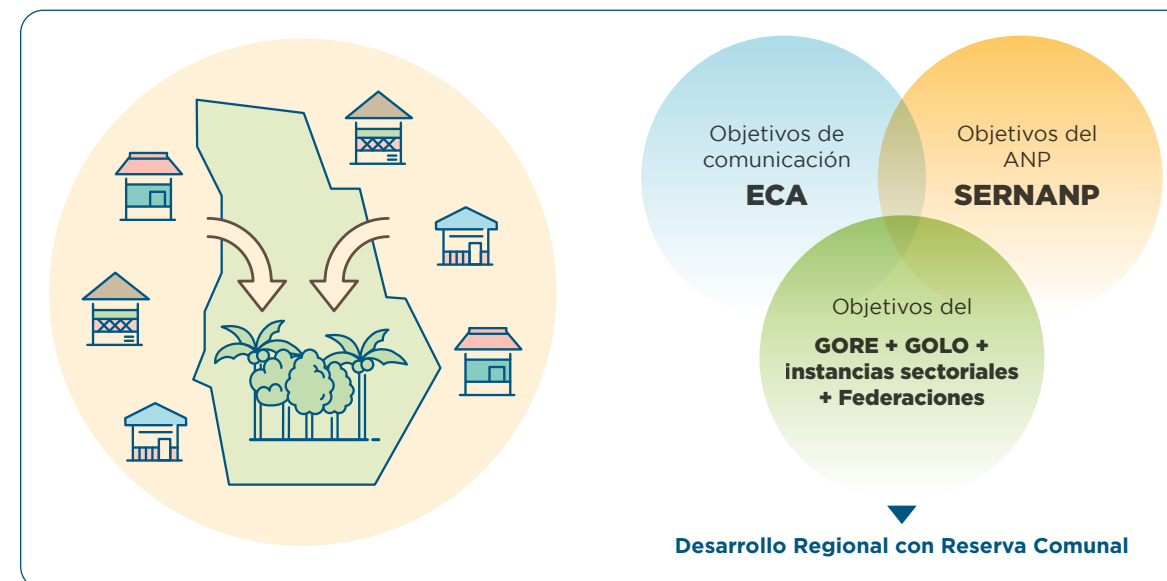 Objetivos de
comunicación
ECA
Objetivos del
ANP
SERNANP
Objetivos del
GORE + GOLO +
instancias sectoriales
+ Federaciones
Desarrollo Regional con Reserva Comunal